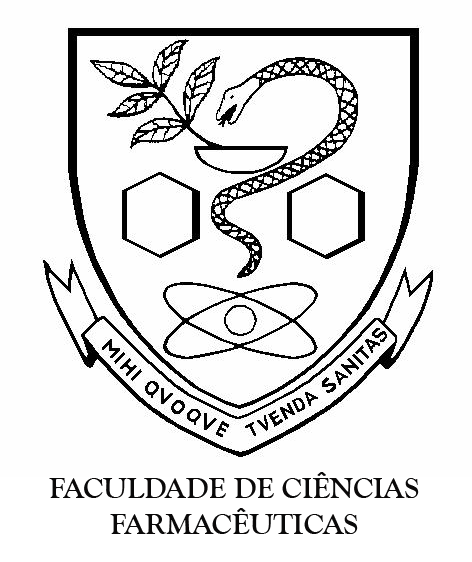 MIHI QVOQVE TVENDA SANITAS
FACULDADE DE CIÊNCIAS
FARMACÊUTICAS